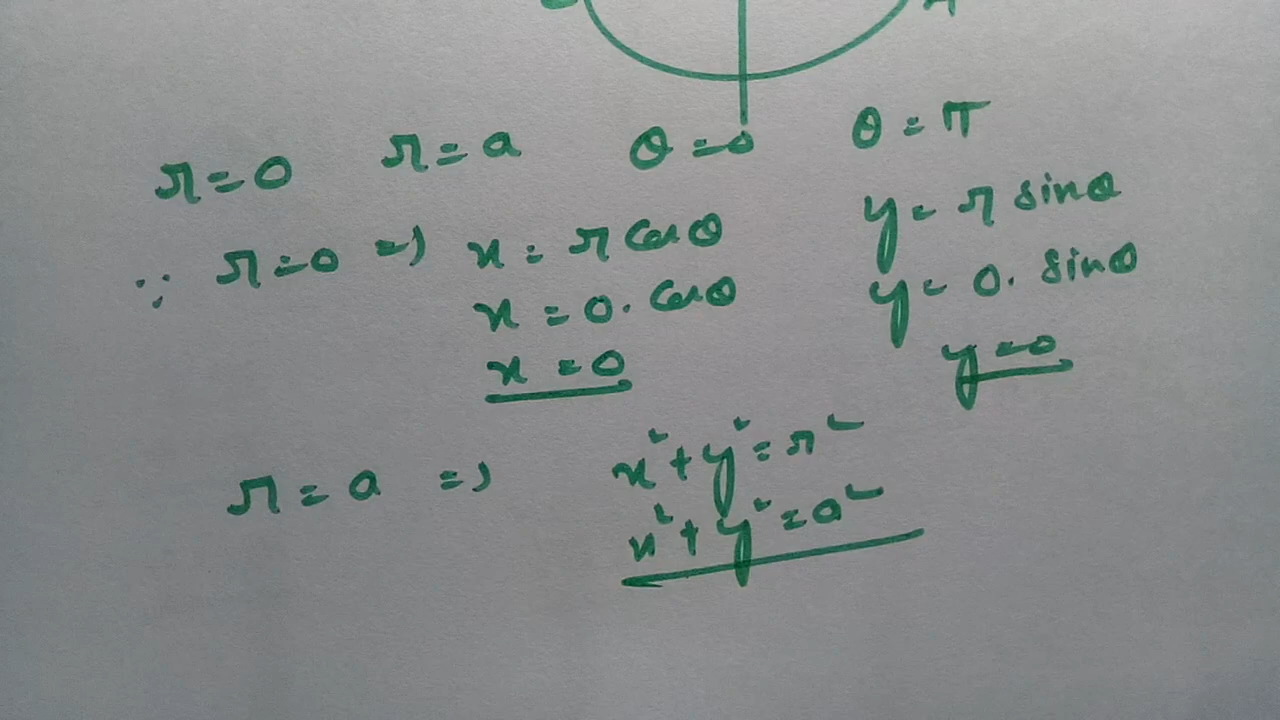 r=0 r=a θ=0 θ=π
∵ r=0 => x=r cosθ y=r sinθ
x=0. cosθ y=0. sinθ
x=0 y=0
r=a => x²+y²=r²
x²+y²=a²